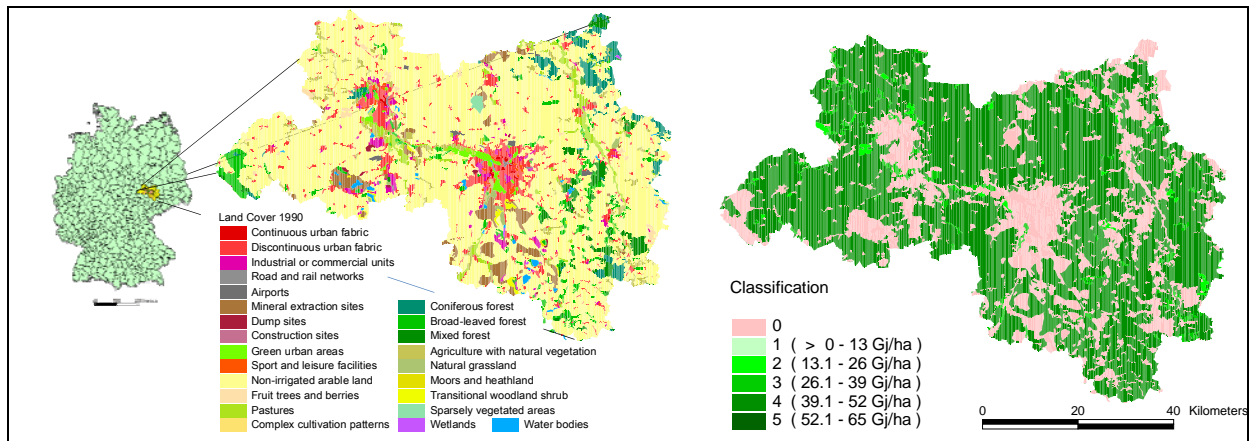 Land Cover 1990
Continuous urban fabric
Discontinuous urban fabric
Industrial or commercial units
Road and rail networks
Airports
Mineral extraction sites
Dump sites
Construction sites
Green urban areas
Sport and leisure facilities
Non-irrigated arable land
Fruit trees and berries
Pastures
Complex cultivation patterns
Coniferous forest
Broad-leaved forest
Mixed forest
Agriculture with natural vegetation
Natural grassland
Moors and heathland
Transitional woodland shrub
Sparsely vegetated areas
Wetlands
Water bodies
Classification
0
1 ( > 0 - 13 Gj/ha )
2 ( 13.1 - 26 Gj/ha )
3 ( 26.1 - 39 Gj/ha )
4 ( 39.1 - 52 Gj/ha )
5 ( 52.1 - 65 Gj/ha )
0 20 40 Kilometers